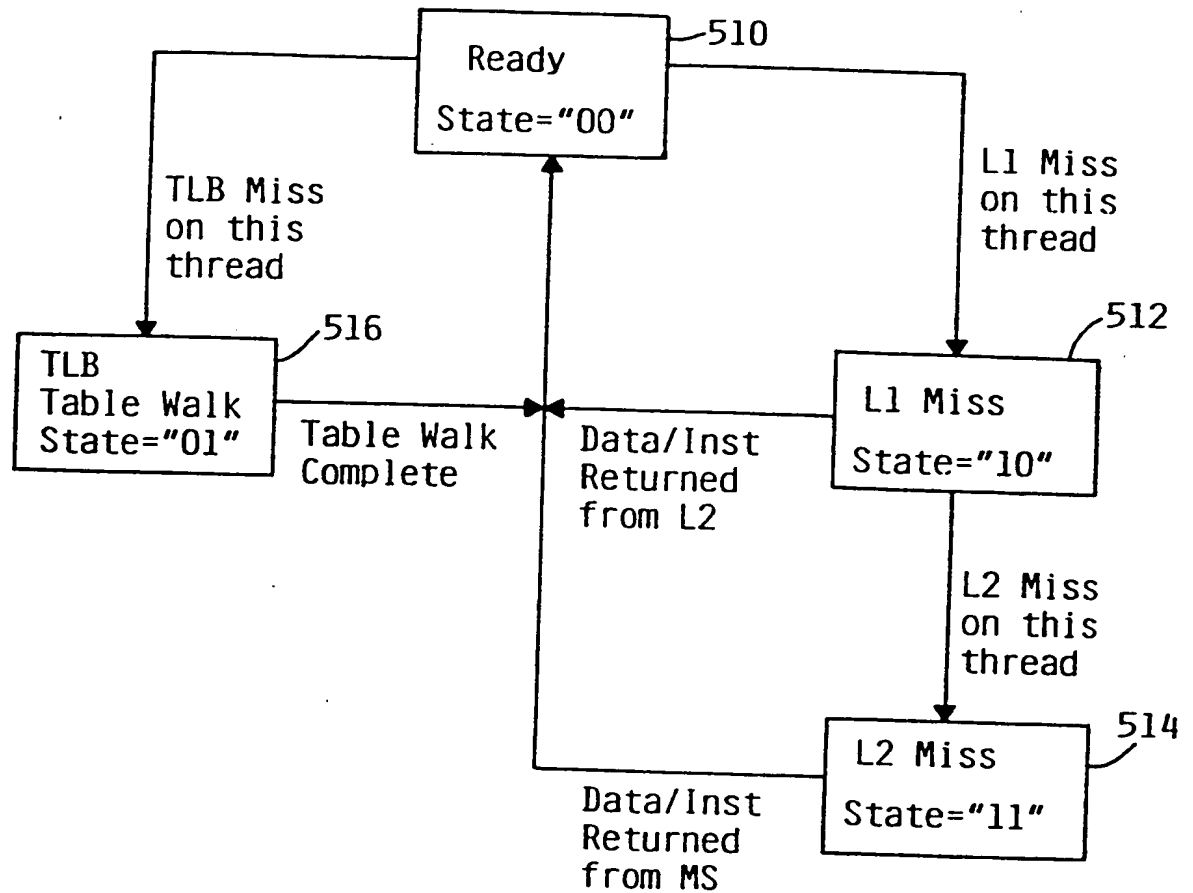 510
Ready
State="00"
TLB Miss
on this
thread
L1 Miss
on this
thread
516
512
TLB
Table Walk
State="01"
L1 Miss
State="10"
Table Walk
Complete
Data/Inst
Returned
from L2
L2 Miss
on this
thread
514
L2 Miss
State="11"
Data/Inst
Returned
from MS